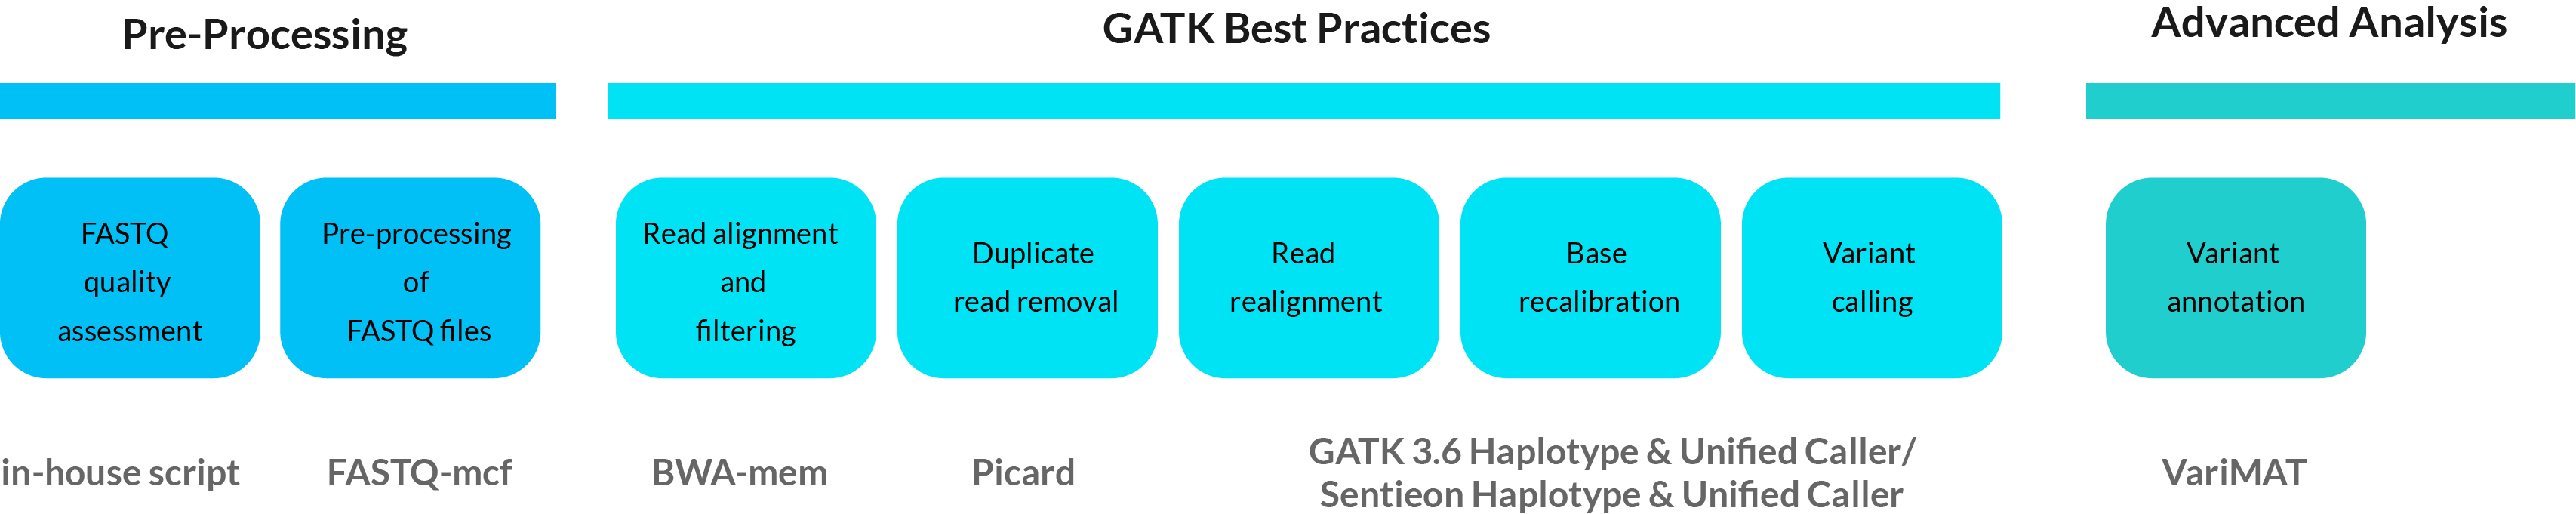 Pre-Processing
GATK Best Practices
Advanced Analysis
FASTQ
quality
assessment
Pre-processing
of
FASTQ files
Read alignment
and
filtering
Duplicate
read removal
Read
realignment
Base
recalibration
Variant
calling
Variant
annotation
in-house script
FASTQ-mcf
BWA-mem
Picard
GATK 3.6 Haplotype & Unified Caller/
Sentieon Haplotype & Unified Caller
VariMAT